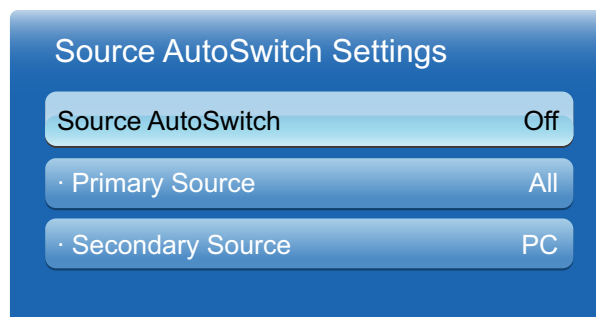 Source AutoSwitch Settings
Source AutoSwitch Off
· Primary Source All
· Secondary Source PC